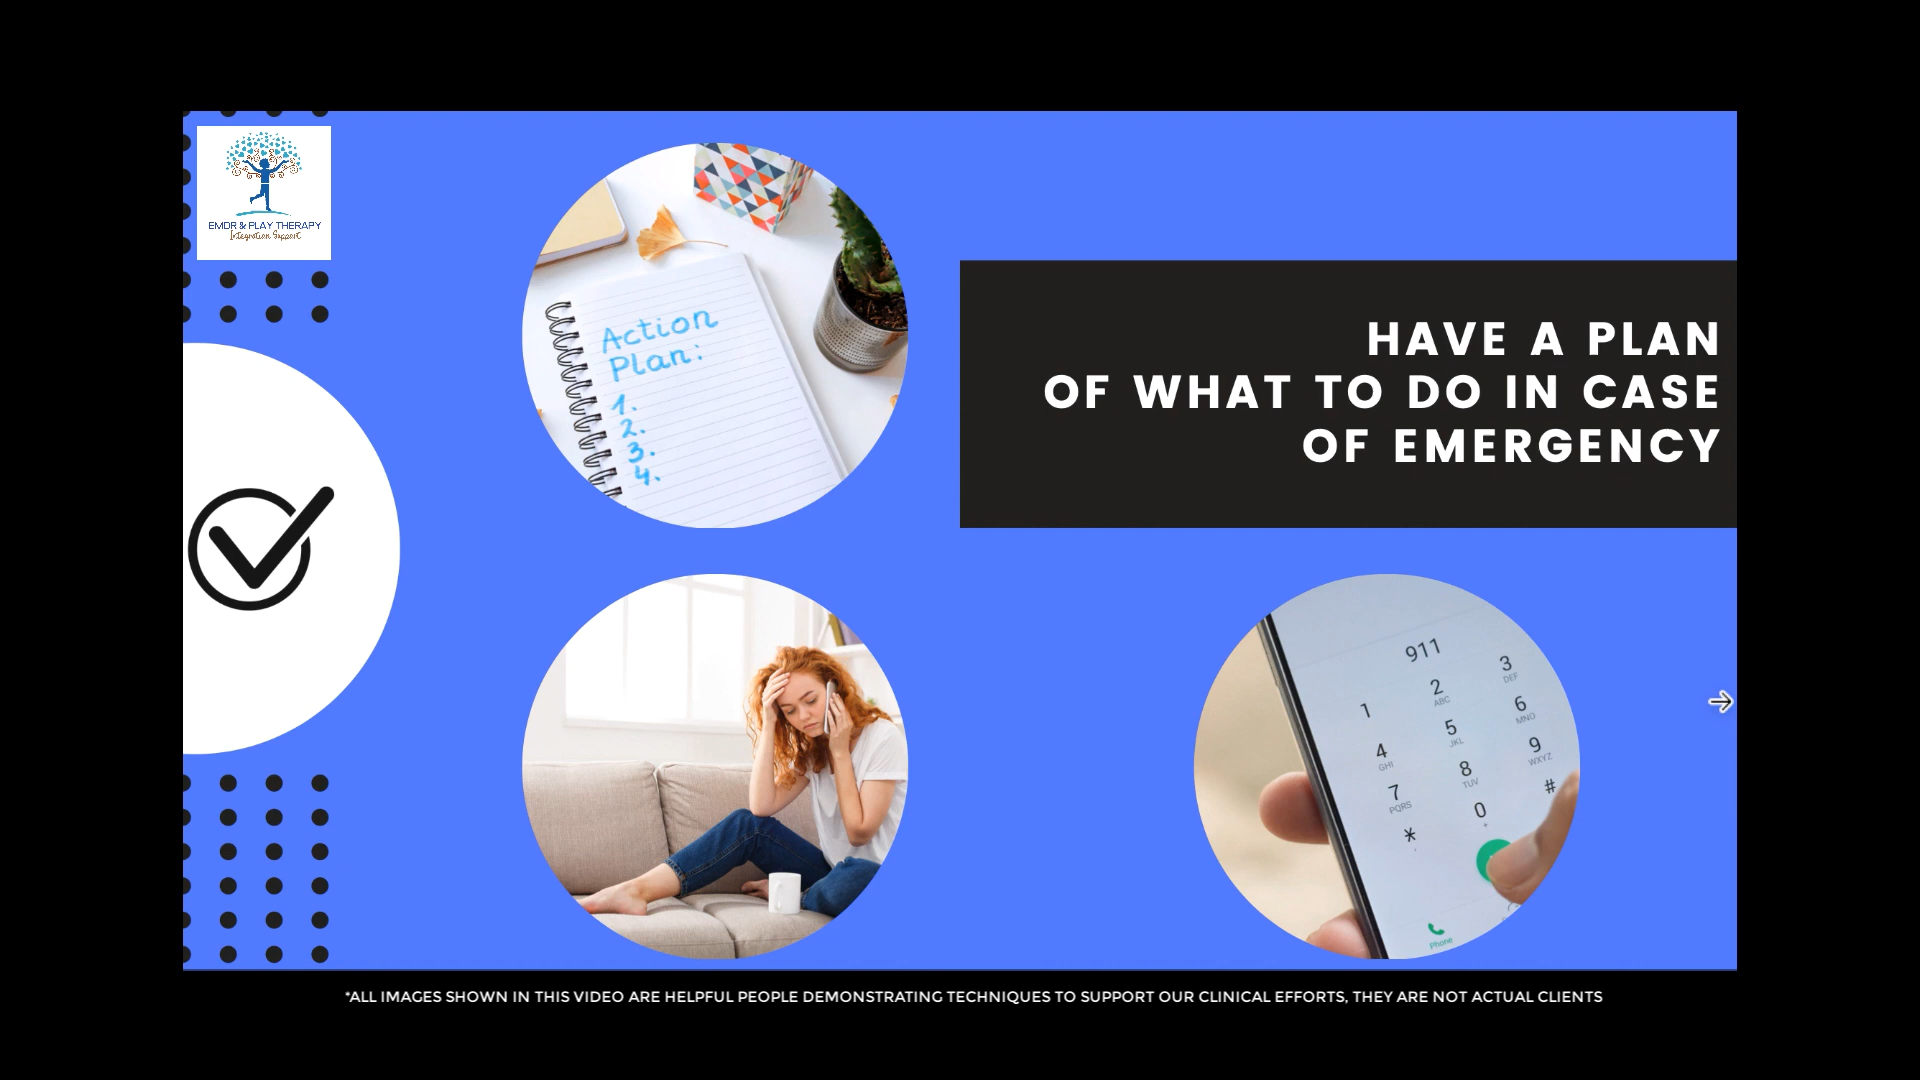 EMDR & PLAY THERAPY
Integration Support
Action
Plan:
1.
2.
3.
4.
HAVE A PLAN
OF WHAT TO DO IN CASE
OF EMERGENCY
911
1
2
ABC
3
DEF
4
GHI
5
JKL
6
MNO
7
PQRS
8
TUV
9
WXYZ
*
0
+
#
Phone
*ALL IMAGES SHOWN IN THIS VIDEO ARE HELPFUL PEOPLE DEMONSTRATING TECHNIQUES TO SUPPORT OUR CLINICAL EFFORTS, THEY ARE NOT ACTUAL CLIENTS